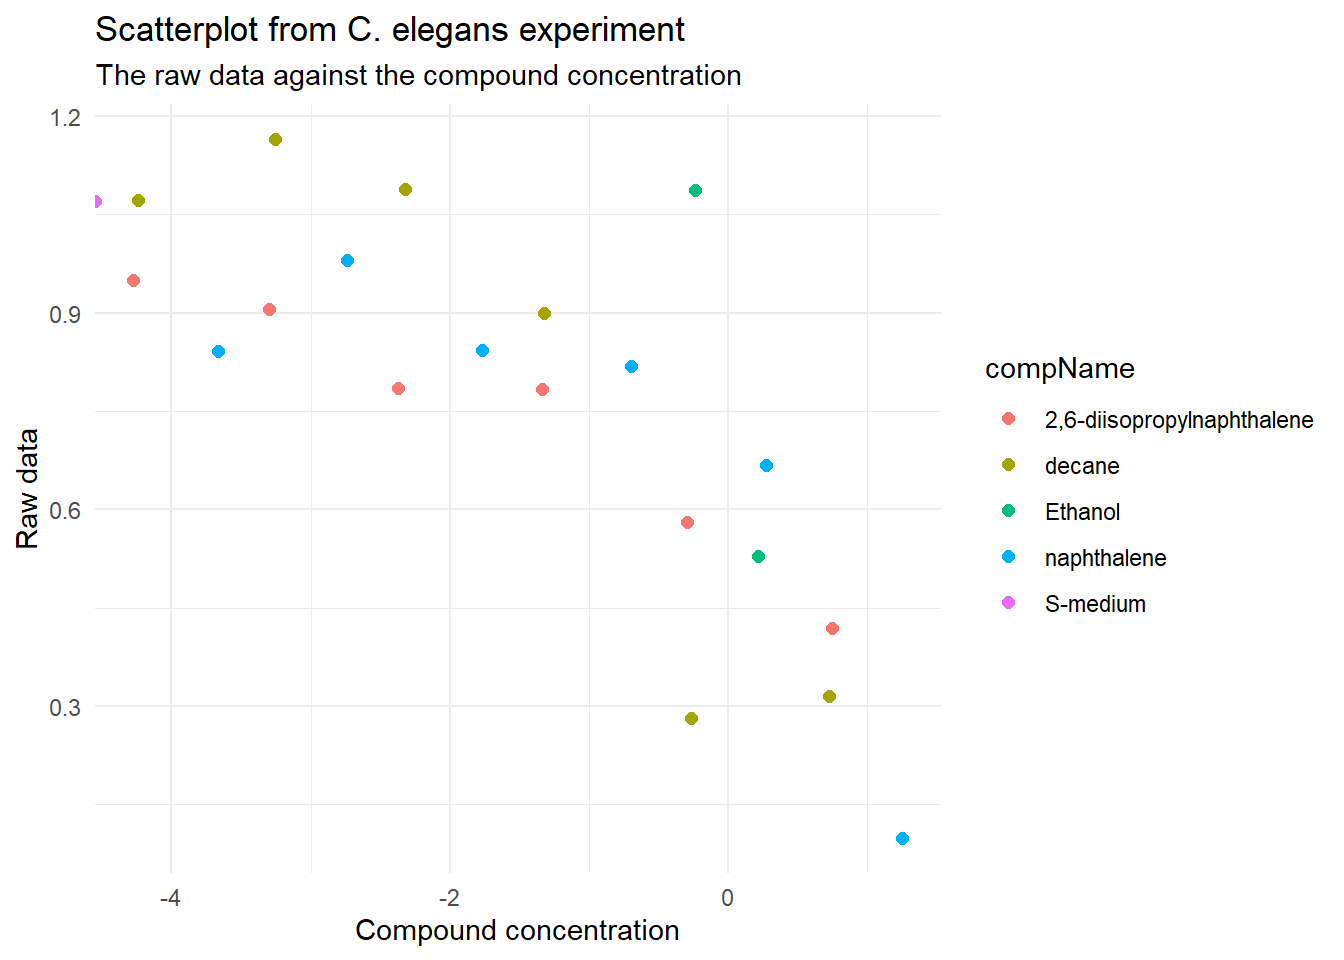 Scatterplot from C. elegans experiment
The raw data against the compound concentration
1.2
0.9
0.6
0.3
Raw data
-4
-2
0
Compound concentration
compName
2,6-diisopropylnaphthalene
decane
Ethanol
naphthalene
S-medium